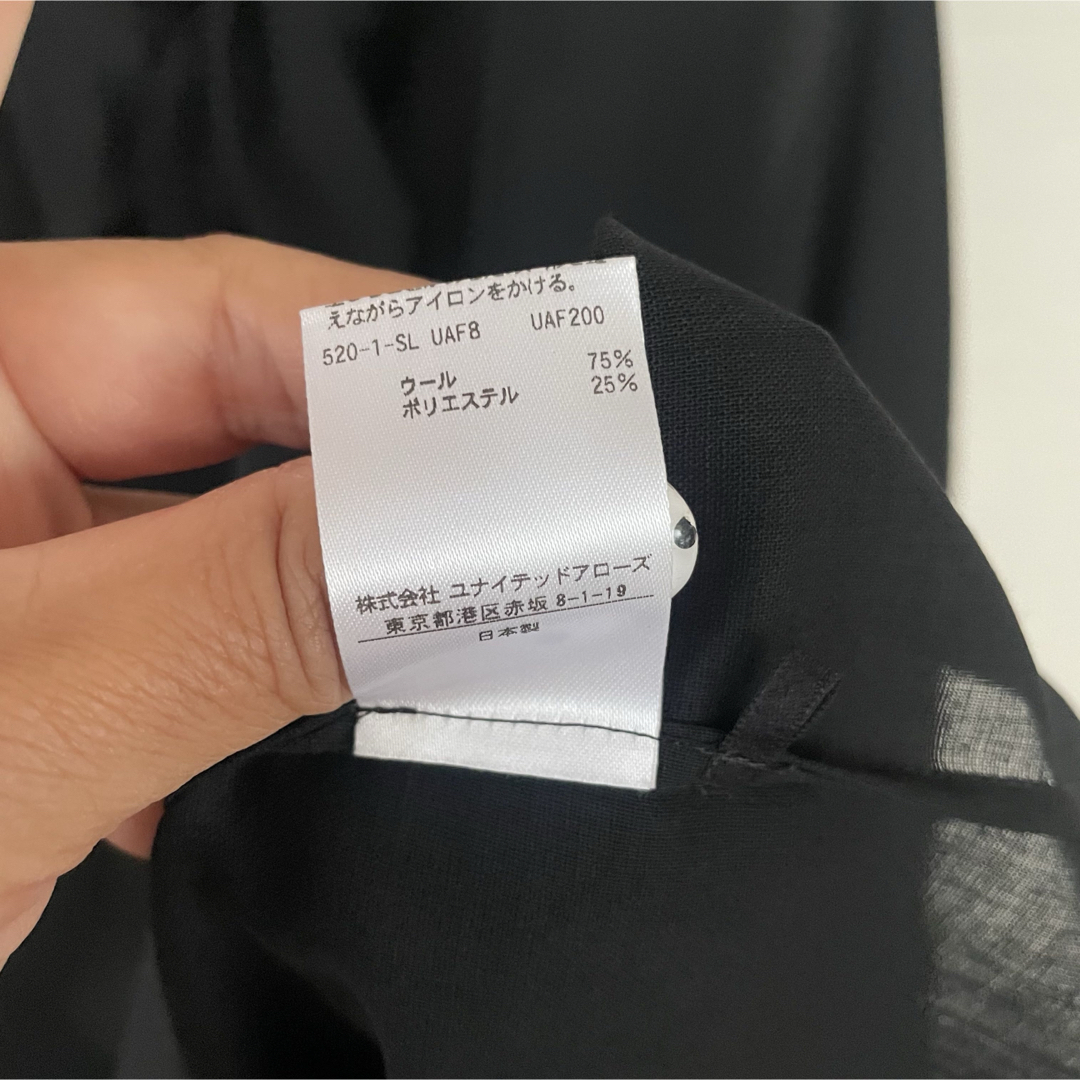 えながらアイロンをかける。
520-1-SL UAF8 UAF200
ウール 75%
ポリエステル 25%
株式会社 ユナイテッドアローズ
東京都港区赤坂 8-1-19
日本製